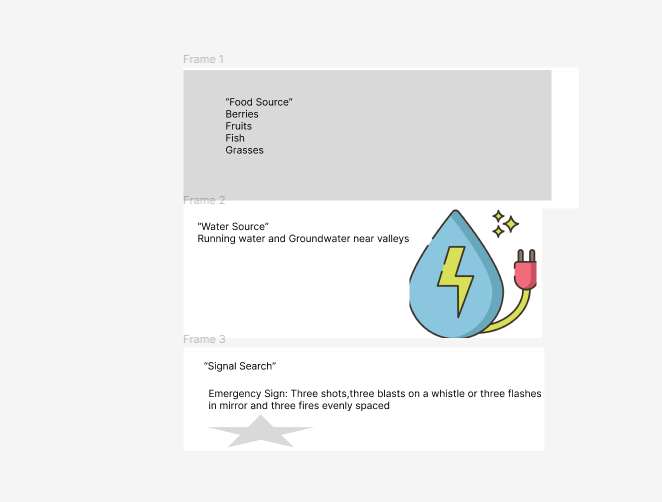 Frame 1
“Food Source”
Berries
Fruits
Fish
Grasses
Frame 2
“Water Source”
Running water and Groundwater near valleys
Frame 3
“Signal Search”
Emergency Sign: Three shots,three blasts on a whistle or three flashes
in mirror and three fires evenly spaced